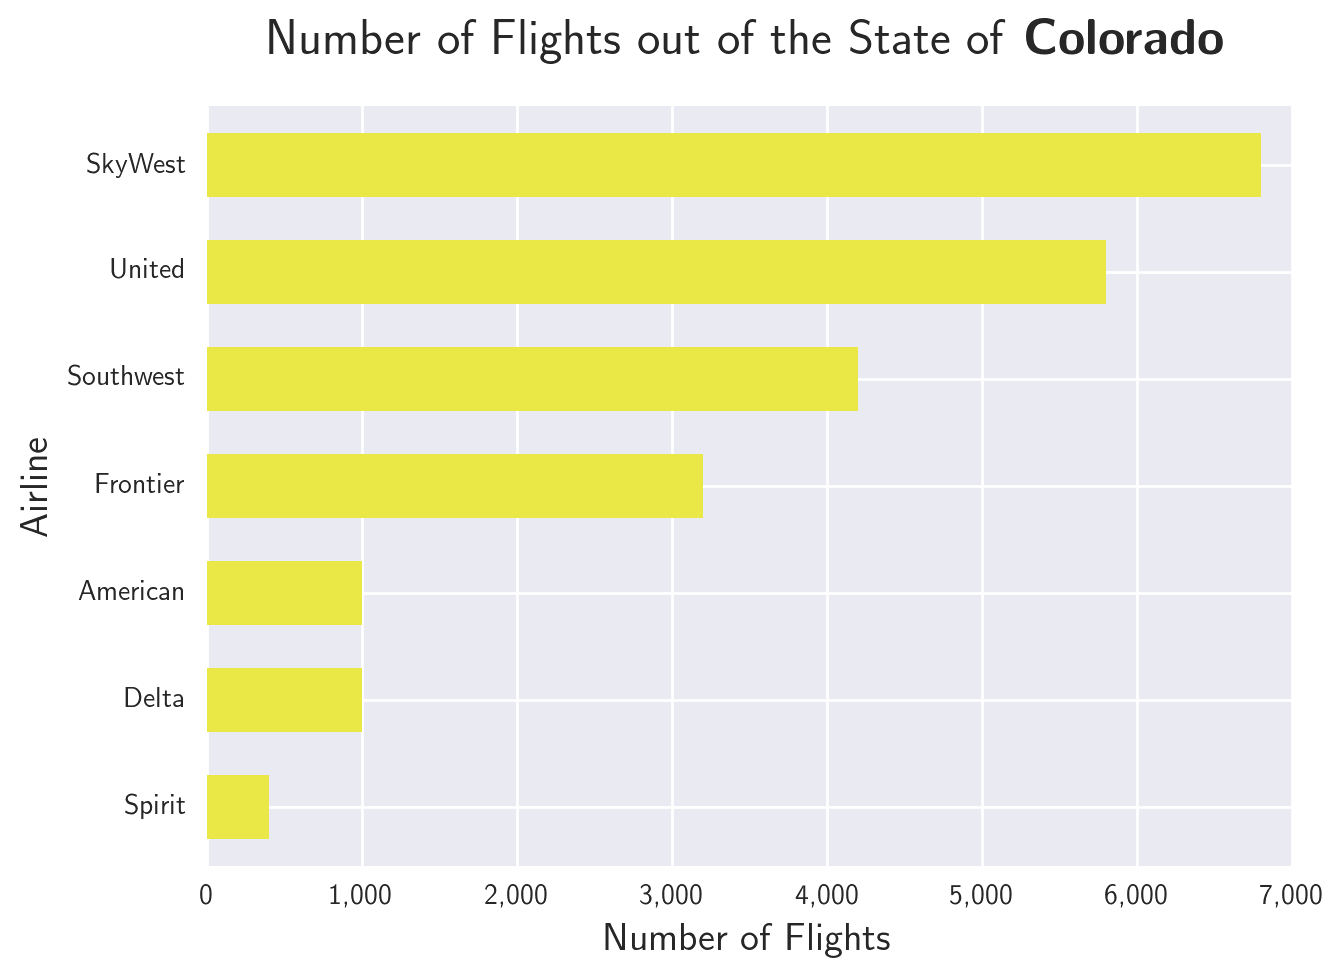 Number of Flights out of the State of Colorado
SkyWest
United
Southwest
Frontier
American
Delta
Spirit
Airline
0 1,000 2,000 3,000 4,000 5,000 6,000 7,000
Number of Flights